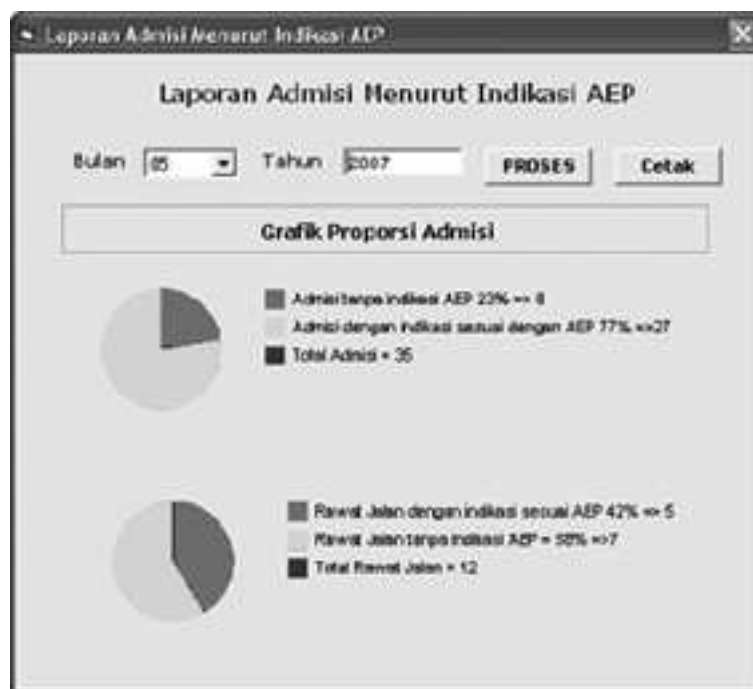 Laporan Admisi Menurut Indikasi AEP
Laporan Admisi Menurut Indikasi AEP
Bulan 05 Tahun 2007 PROSES Cetak
Grafik Proporsi Admisi
Admisi tanpa indikasi AEP 23% => 8
Admisi dengan indikasi sesuai dengan AEP 77% =>27
Total Admisi = 35
Rawat Jalan dengan indikasi sesuai AEP 42% => 5
Rawat Jalan tanpa indikasi AEP = 58% =>7
Total Rawat Jalan = 12